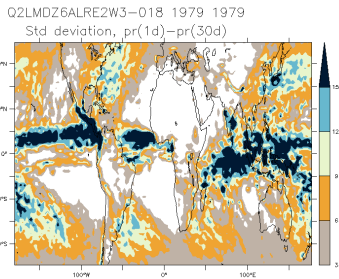 Q2LMDZ6ALRE2W3-018 1979 1979
Std deviation, pr(1d)-pr(30d)
°N
°N
0°
°S
°S
100°W
0°
100°E
15
12
9
6
3